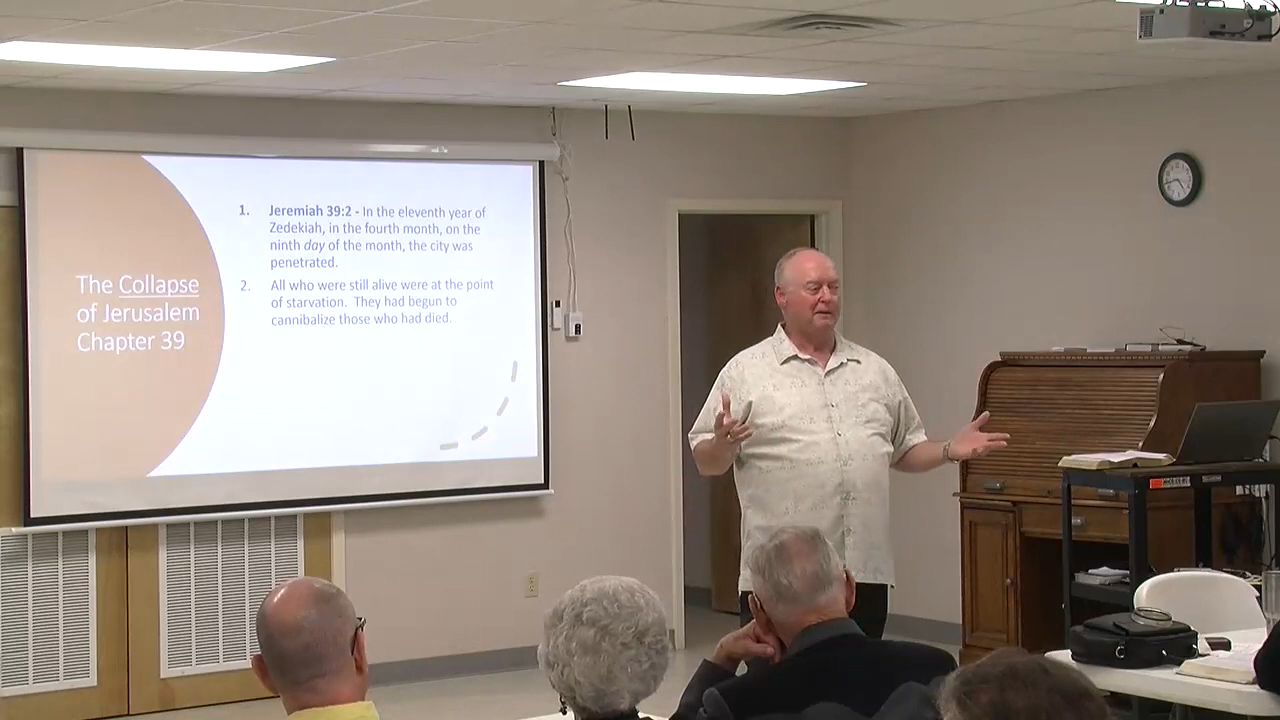 The Collapse
of Jerusalem
Chapter 39
1. Jeremiah 39:2 - In the eleventh year of
Zedekiah, in the fourth month, on the
ninth day of the month, the city was
penetrated.
2. All who were still alive were at the point
of starvation. They had begun to
cannibalize those who had died.